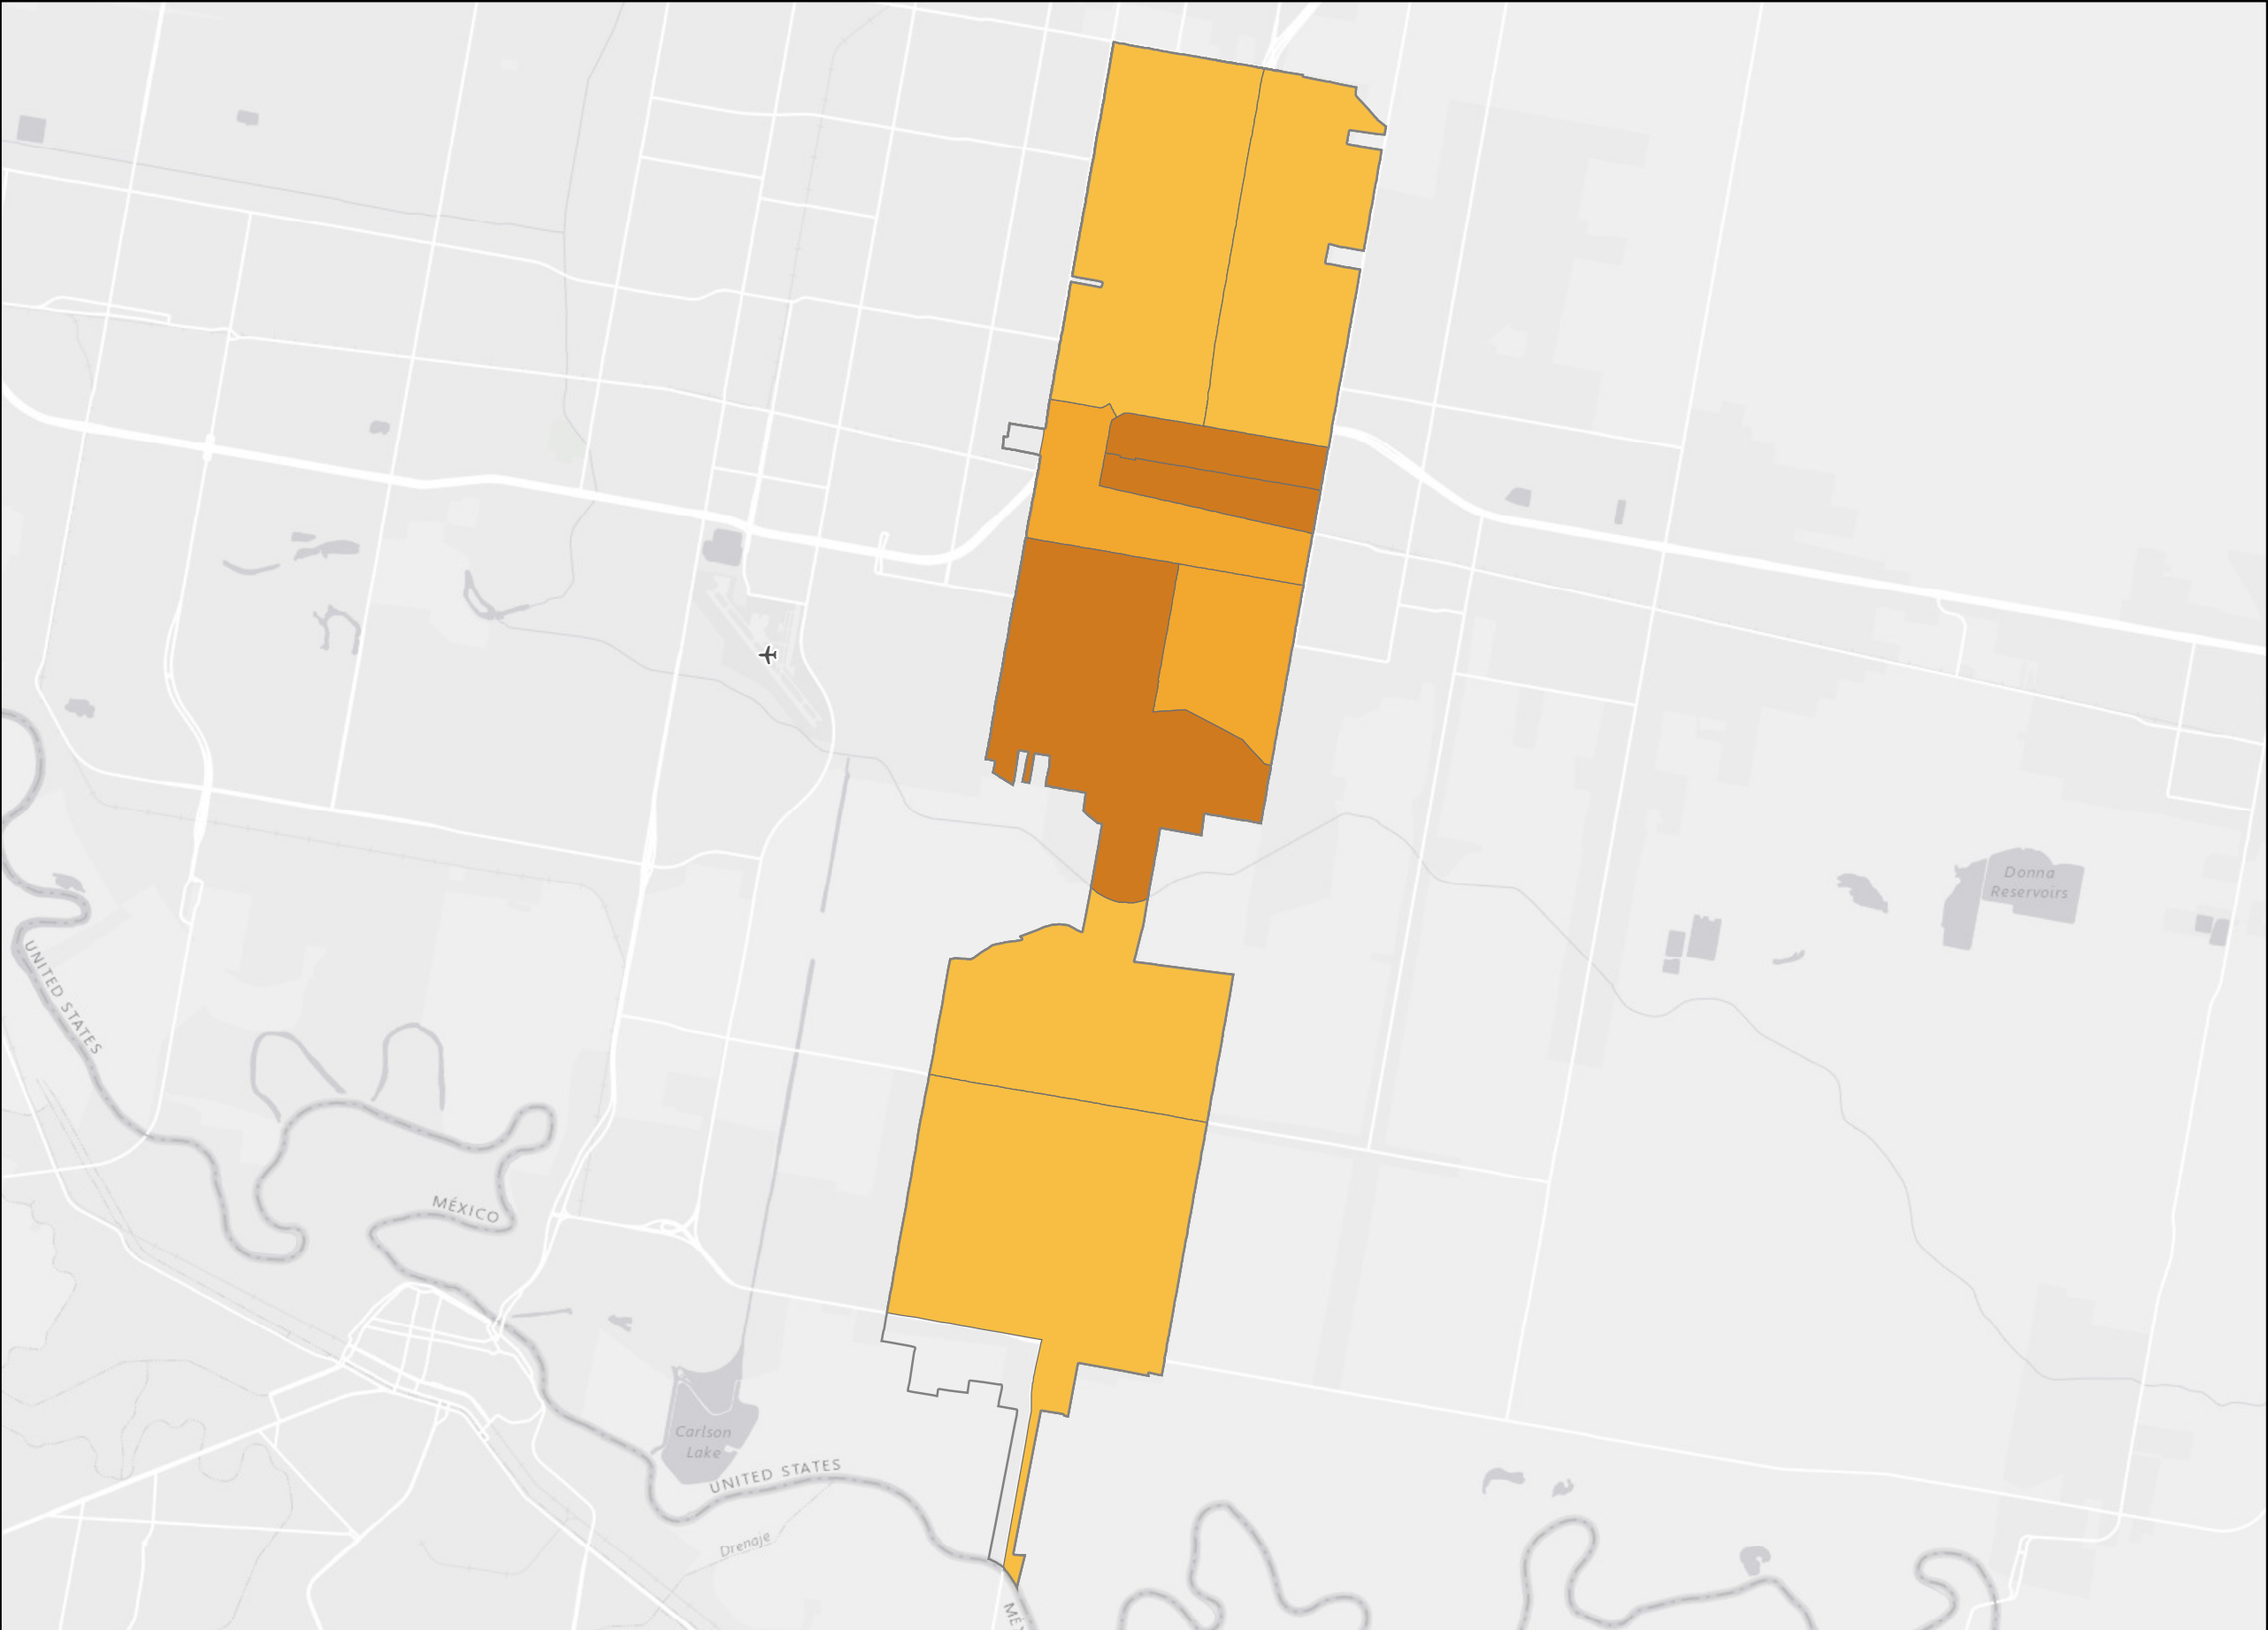 Donna
Reservoirs
UNITED STATES
MÉXICO
Carlson
Lake
UNITED STATES
Drenaje